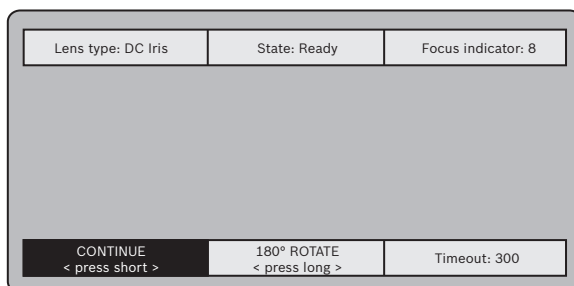 Lens type: DC Iris
State: Ready
Focus indicator: 8
CONTINUE
< press short >
180° ROTATE
< press long >
Timeout: 300